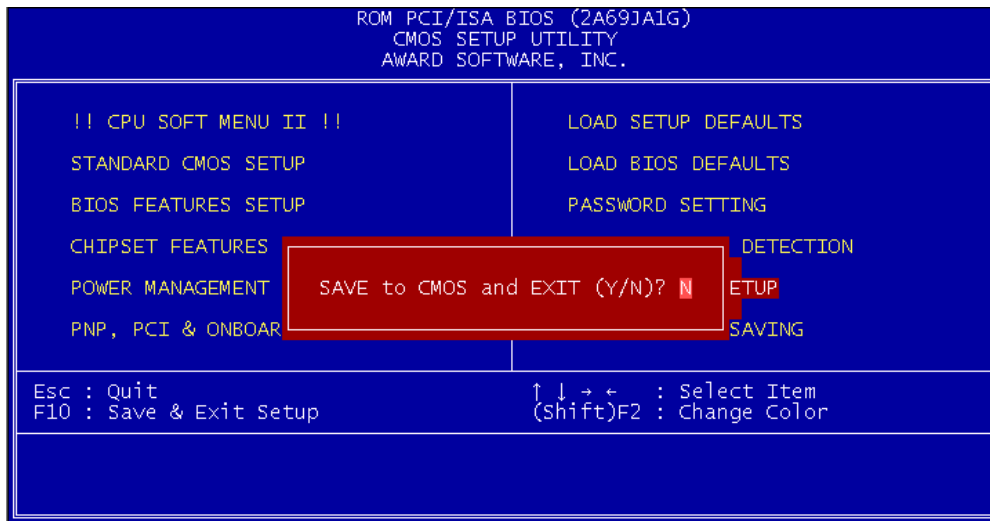 ROM PCI/ISA BIOS (2A69JA1G)
CMOS SETUP UTILITY
AWARD SOFTWARE, INC.
!! CPU SOFT MENU II !!
STANDARD CMOS SETUP
BIOS FEATURES SETUP
CHIPSET FEATURES
POWER MANAGEMENT
PNP, PCI & ONBOAR
LOAD SETUP DEFAULTS
LOAD BIOS DEFAULTS
PASSWORD SETTING
DETECTION
ETUP
SAVING
SAVE to CMOS and EXIT (Y/N)? N
Esc : Quit
F10 : Save & Exit Setup
↑ ↓ → ← : Select Item
(Shift)F2 : Change Color